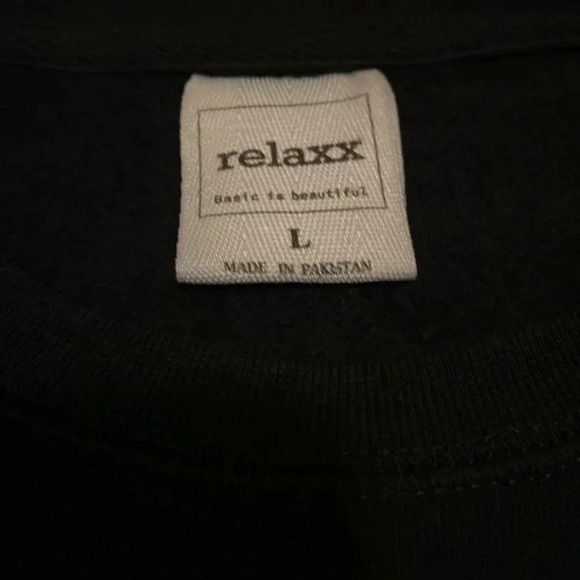 relaxx
Basic is beautiful
L
MADE IN PAKISTAN